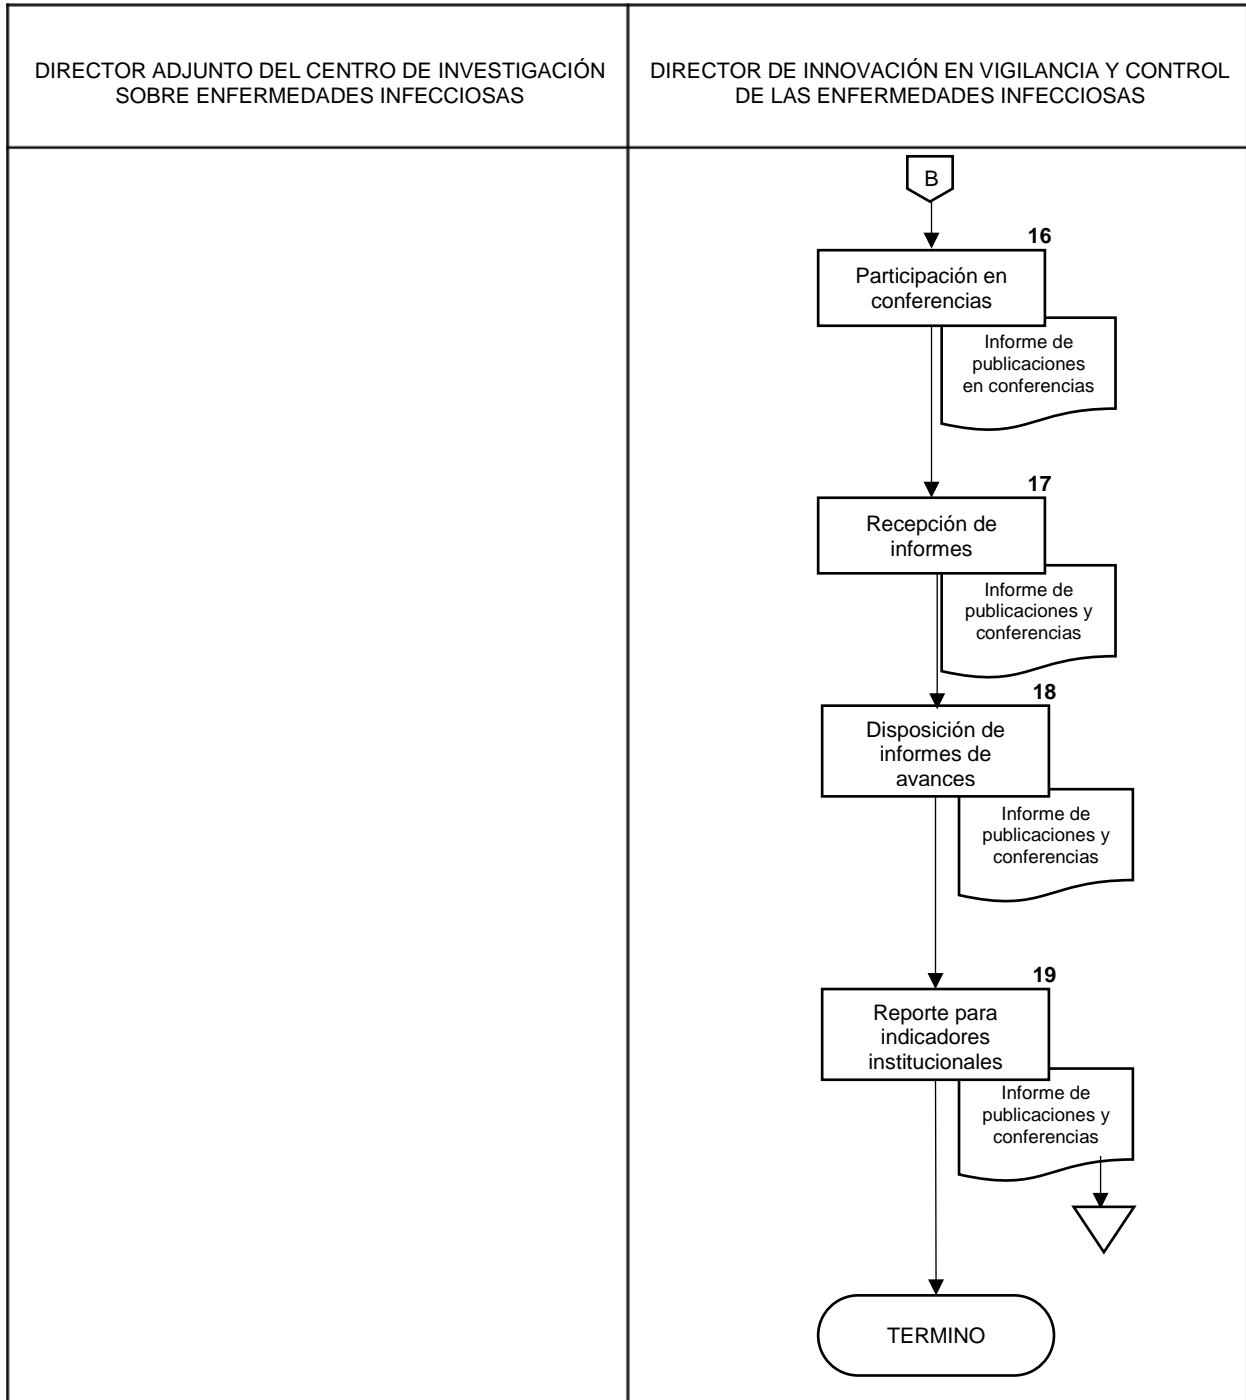 DIRECTOR ADJUNTO DEL CENTRO DE INVESTIGACIÓN
SOBRE ENFERMEDADES INFECCIOSAS
DIRECTOR DE INNOVACIÓN EN VIGILANCIA Y CONTROL
DE LAS ENFERMEDADES INFECCIOSAS
B
16
Participación en
conferencias
Informe de
publicaciones
en conferencias
17
Recepción de
informes
Informe de
publicaciones y
conferencias
18
Disposición de
informes de
avances
Informe de
publicaciones y
conferencias
19
Reporte para
indicadores
institucionales
Informe de
publicaciones y
conferencias
TERMINO